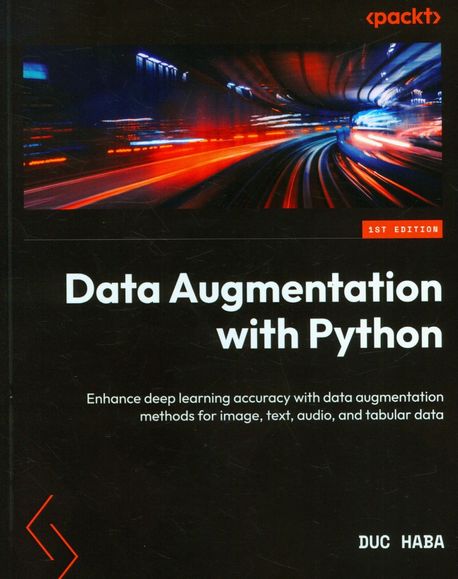 <packt>
1ST EDITION
Data Augmentation
with Python
Enhance deep learning accuracy with data augmentation
methods for image, text, audio, and tabular data
DUC HABA